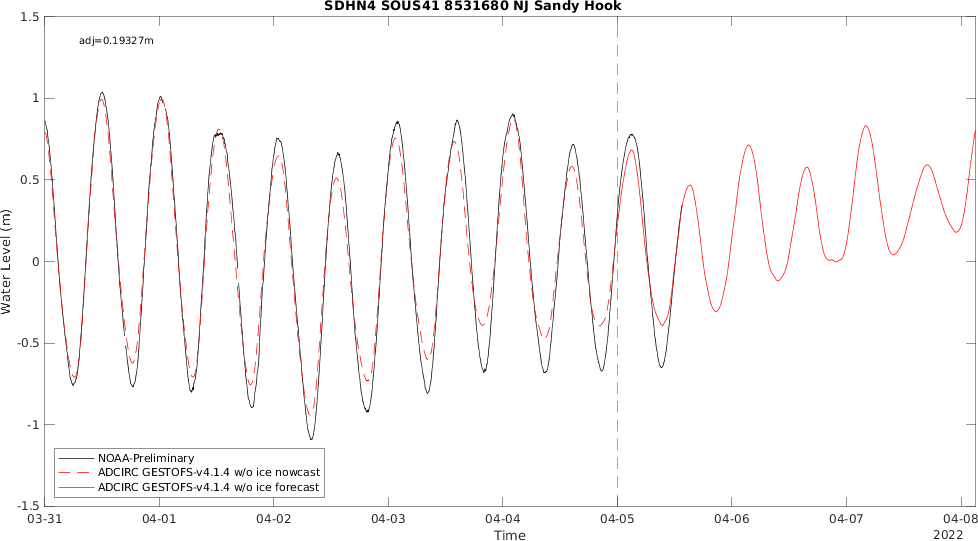 SDHN4 SOUS41 8531680 NJ Sandy Hook
adj=0.19327m
1.5
1
0.5
0
-0.5
-1
-1.5
Water Level (m)
NOAA-Preliminary
ADCIRC GESTOFS-v4.1.4 w/o ice nowcast
ADCIRC GESTOFS-v4.1.4 w/o ice forecast
03-31 04-01 04-02 04-03 04-04 04-05 04-06 04-07 04-08
Time
2022